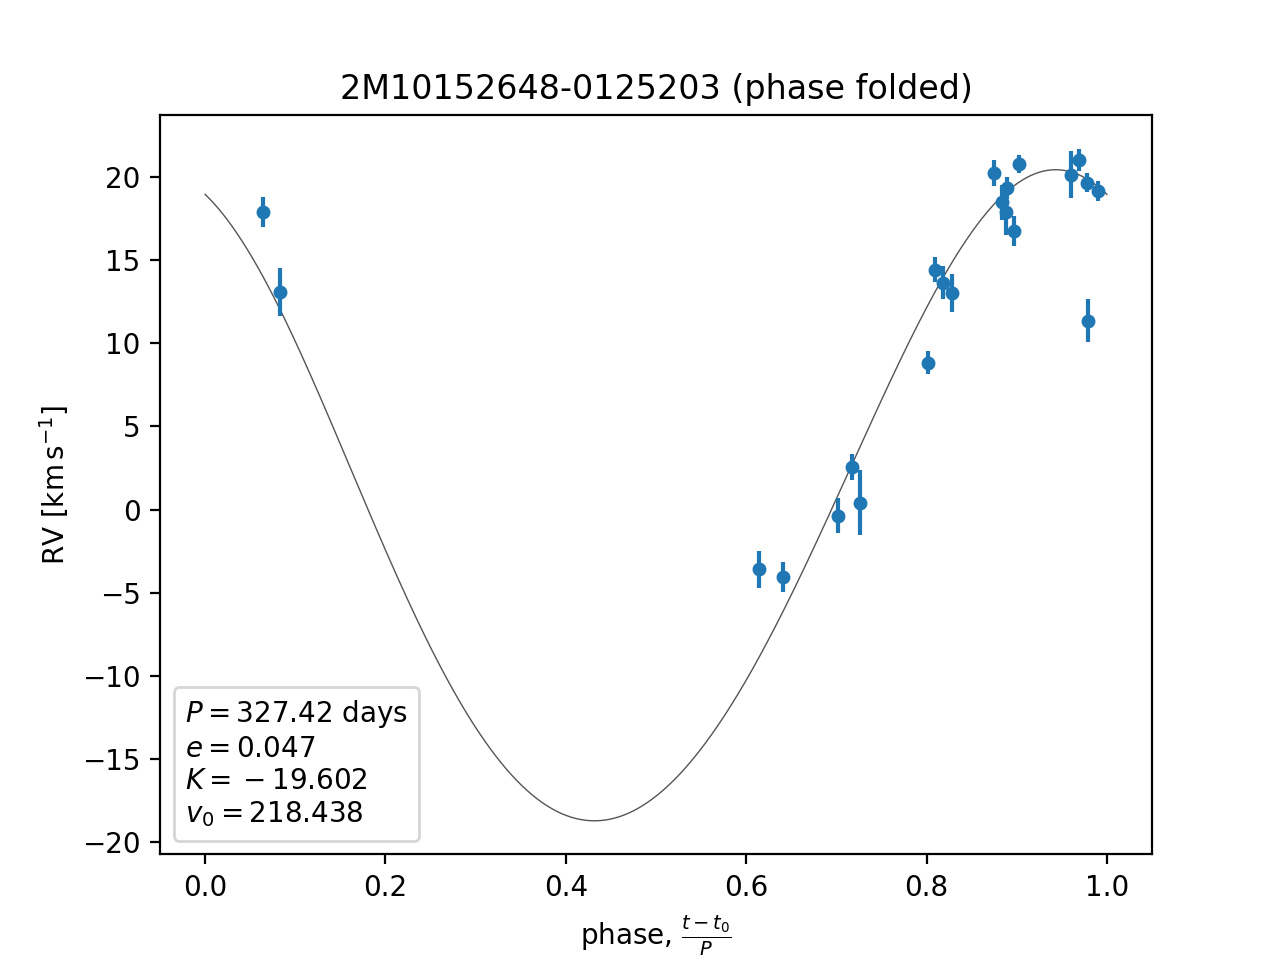 2M10152648-0125203 (phase folded)
RV [km s⁻¹]
20
15
10
5
0
−5
−10
−15
−20
P = 327.42 days
e = 0.047
K = −19.602
v₀ = 218.438
0.0 0.2 0.4 0.6 0.8 1.0
phase, (t − t₀)/P